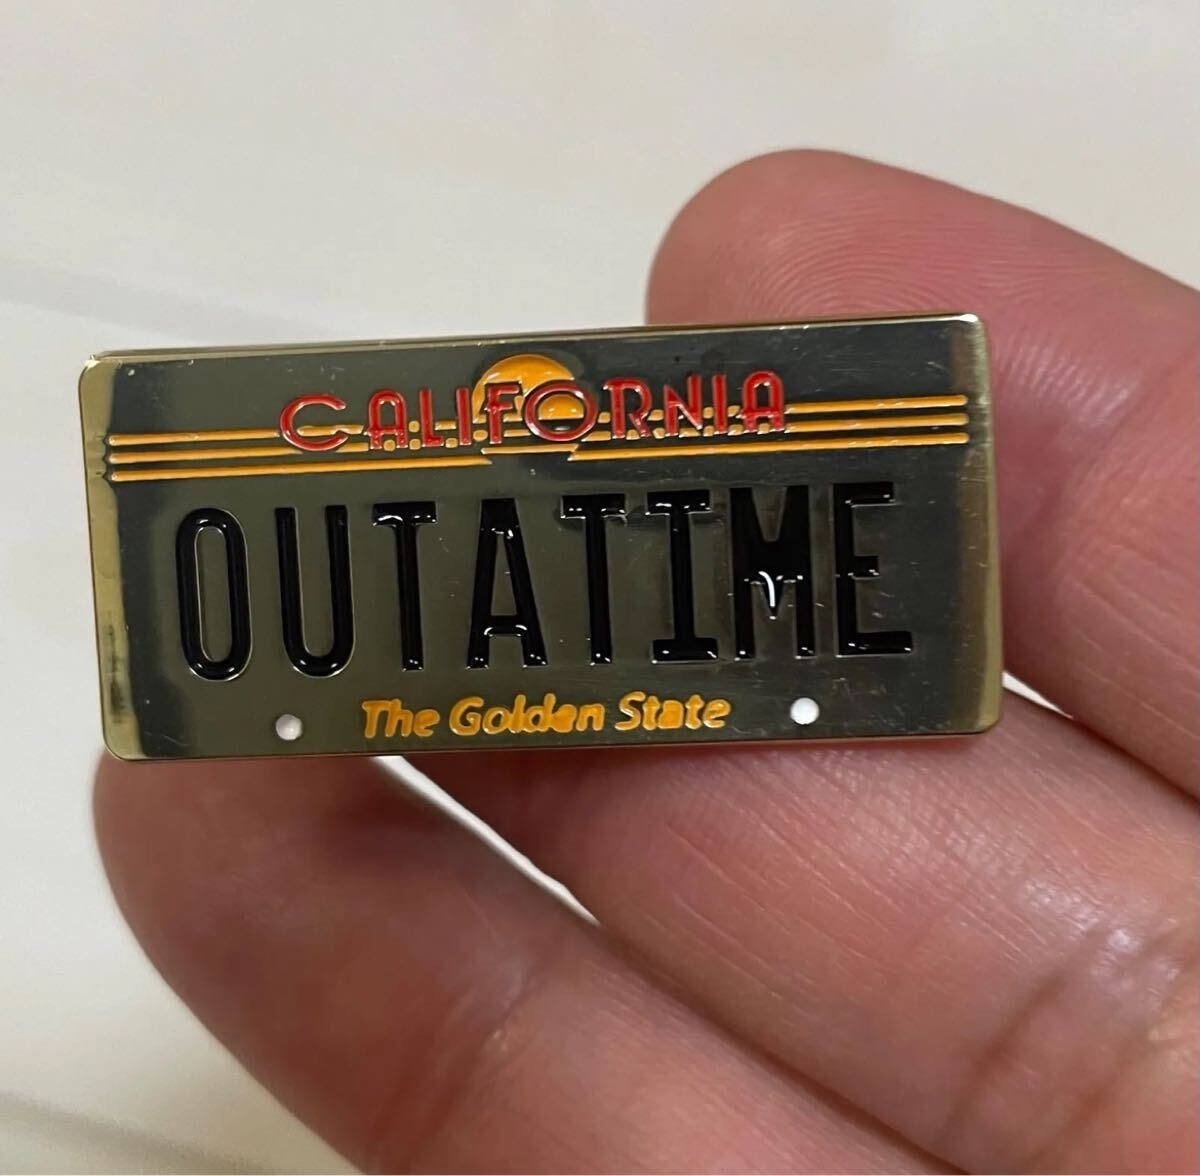 CALIFORNIA
OUTATIME
The Golden State